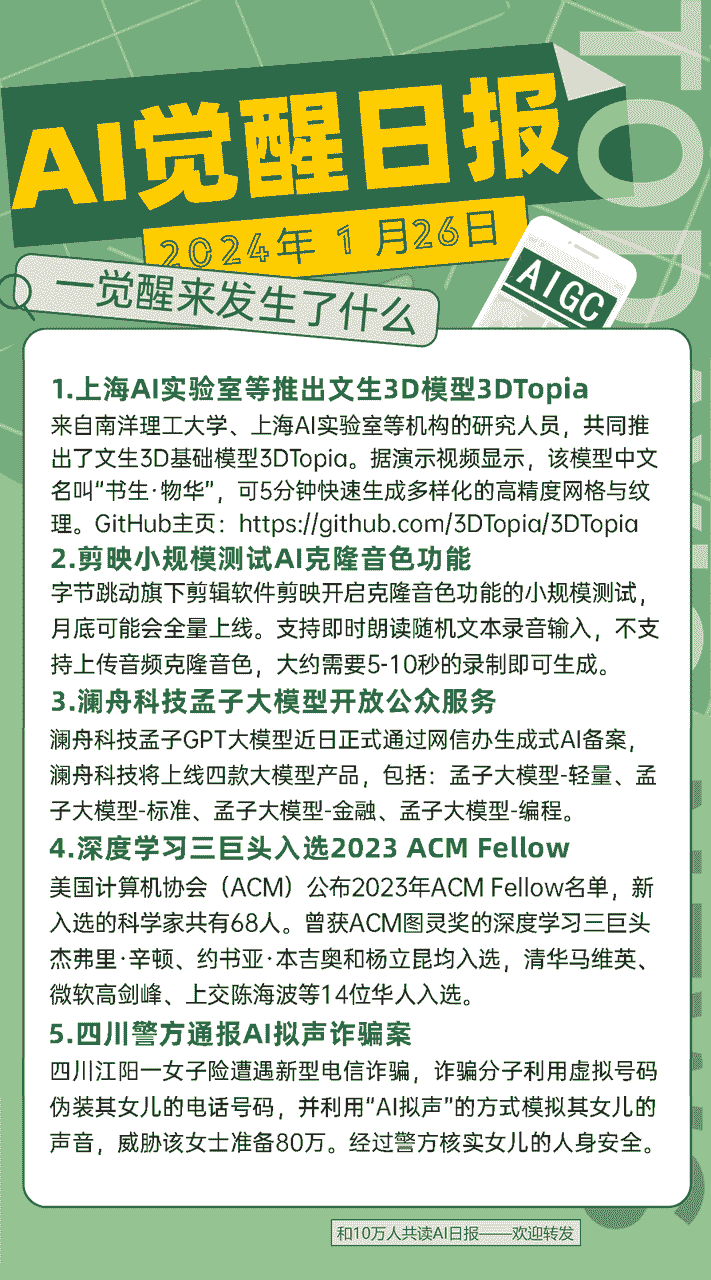 AI觉醒日报
2024年 1 月26日
一觉醒来发生了什么
AIGC
1.上海AI实验室等推出文生3D模型3DTopia
来自南洋理工大学、上海AI实验室等机构的研究人员，共同推
出了文生3D基础模型3DTopia。据演示视频显示，该模型中文
名叫“书生·物华”，可5分钟快速生成多样化的高精度网格与纹
理。GitHub主页：https://github.com/3DTopia/3DTopia
2.剪映小规模测试AI克隆音色功能
字节跳动旗下剪辑软件剪映开启克隆音色功能的小规模测试，
月底可能会全量上线。支持即时朗读随机文本录音输入，不支
持上传音频克隆音色，大约需要5-10秒的录制即可生成。
3.澜舟科技孟子大模型开放公众服务
澜舟科技孟子GPT大模型近日正式通过网信办生成式AI备案，
澜舟科技将上线四款大模型产品，包括：孟子大模型-轻量、孟
子大模型-标准、孟子大模型-金融、孟子大模型-编程。
4.深度学习三巨头入选2023 ACM Fellow
美国计算机协会（ACM）公布2023年ACM Fellow名单，新
入选的科学家共有68人。曾获ACM图灵奖的深度学习三巨头
杰弗里·辛顿、约书亚·本吉奥和杨立昆均入选，清华马维英、
微软高剑峰、上交陈海波等14位华人入选。
5.四川警方通报AI拟声诈骗案
四川江阳一女子险遭遇新型电信诈骗，诈骗分子利用虚拟号码
伪装其女儿的电话号码，并利用“AI拟声”的方式模拟其女儿的
声音，威胁该女士准备80万。经过警方核实女儿的人身安全。
和10万人共读AI日报——欢迎转发